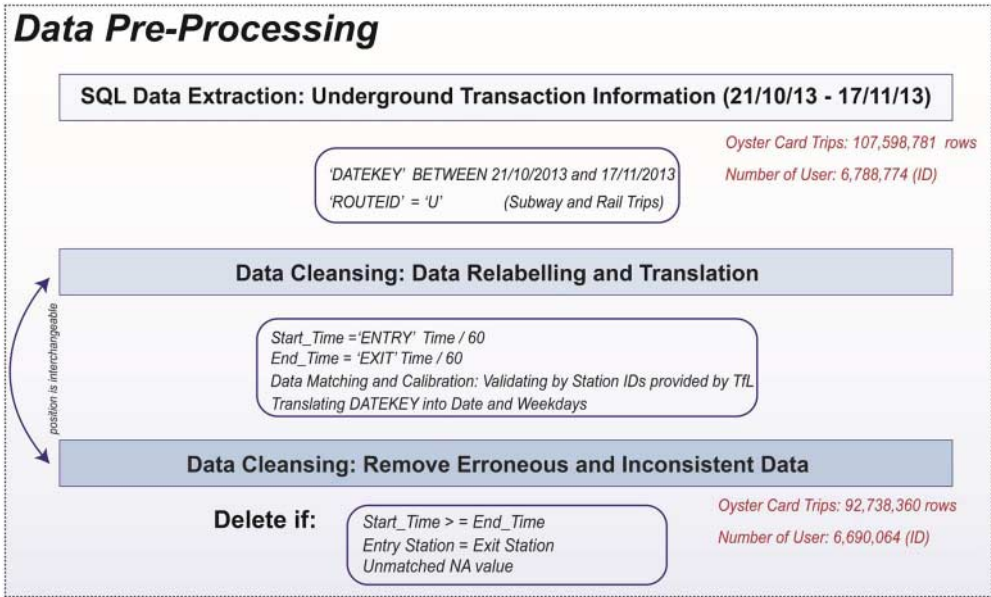 Data Pre-Processing
SQL Data Extraction: Underground Transaction Information (21/10/13 - 17/11/13)
Oyster Card Trips: 107,598,781 rows
Number of User: 6,788,774 (ID)
‘DATEKEY’ BETWEEN 21/10/2013 and 17/11/2013
‘ROUTEID’ = ‘U’ (Subway and Rail Trips)
Data Cleansing: Data Relabelling and Translation
position is interchangeable
Start_Time =‘ENTRY’ Time / 60
End_Time = ‘EXIT’ Time / 60
Data Matching and Calibration: Validating by Station IDs provided by TfL
Translating DATEKEY into Date and Weekdays
Data Cleansing: Remove Erroneous and Inconsistent Data
Oyster Card Trips: 92,738,360 rows
Number of User: 6,690,064 (ID)
Delete if:
Start_Time > = End_Time
Entry Station = Exit Station
Unmatched NA value